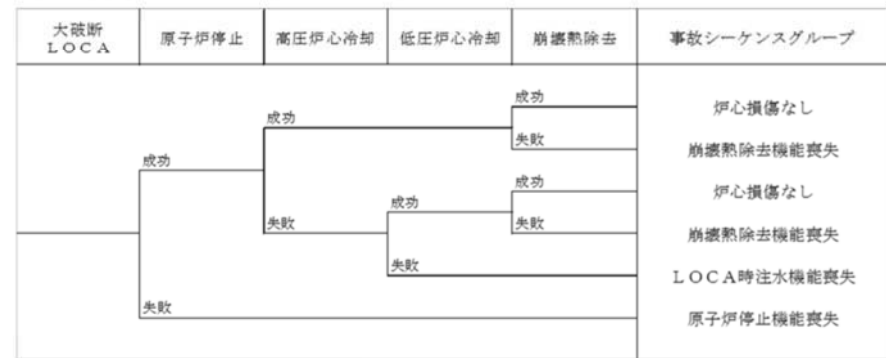 大破断
LOCA
原子炉停止
高圧炉心冷却
低圧炉心冷却
崩壊熱除去
事故シーケンスグループ
成功
炉心損傷なし
成功
失敗
崩壊熱除去機能喪失
成功
成功
炉心損傷なし
成功
失敗
失敗
崩壊熱除去機能喪失
失敗
LOCA時注水機能喪失
失敗
原子炉停止機能喪失